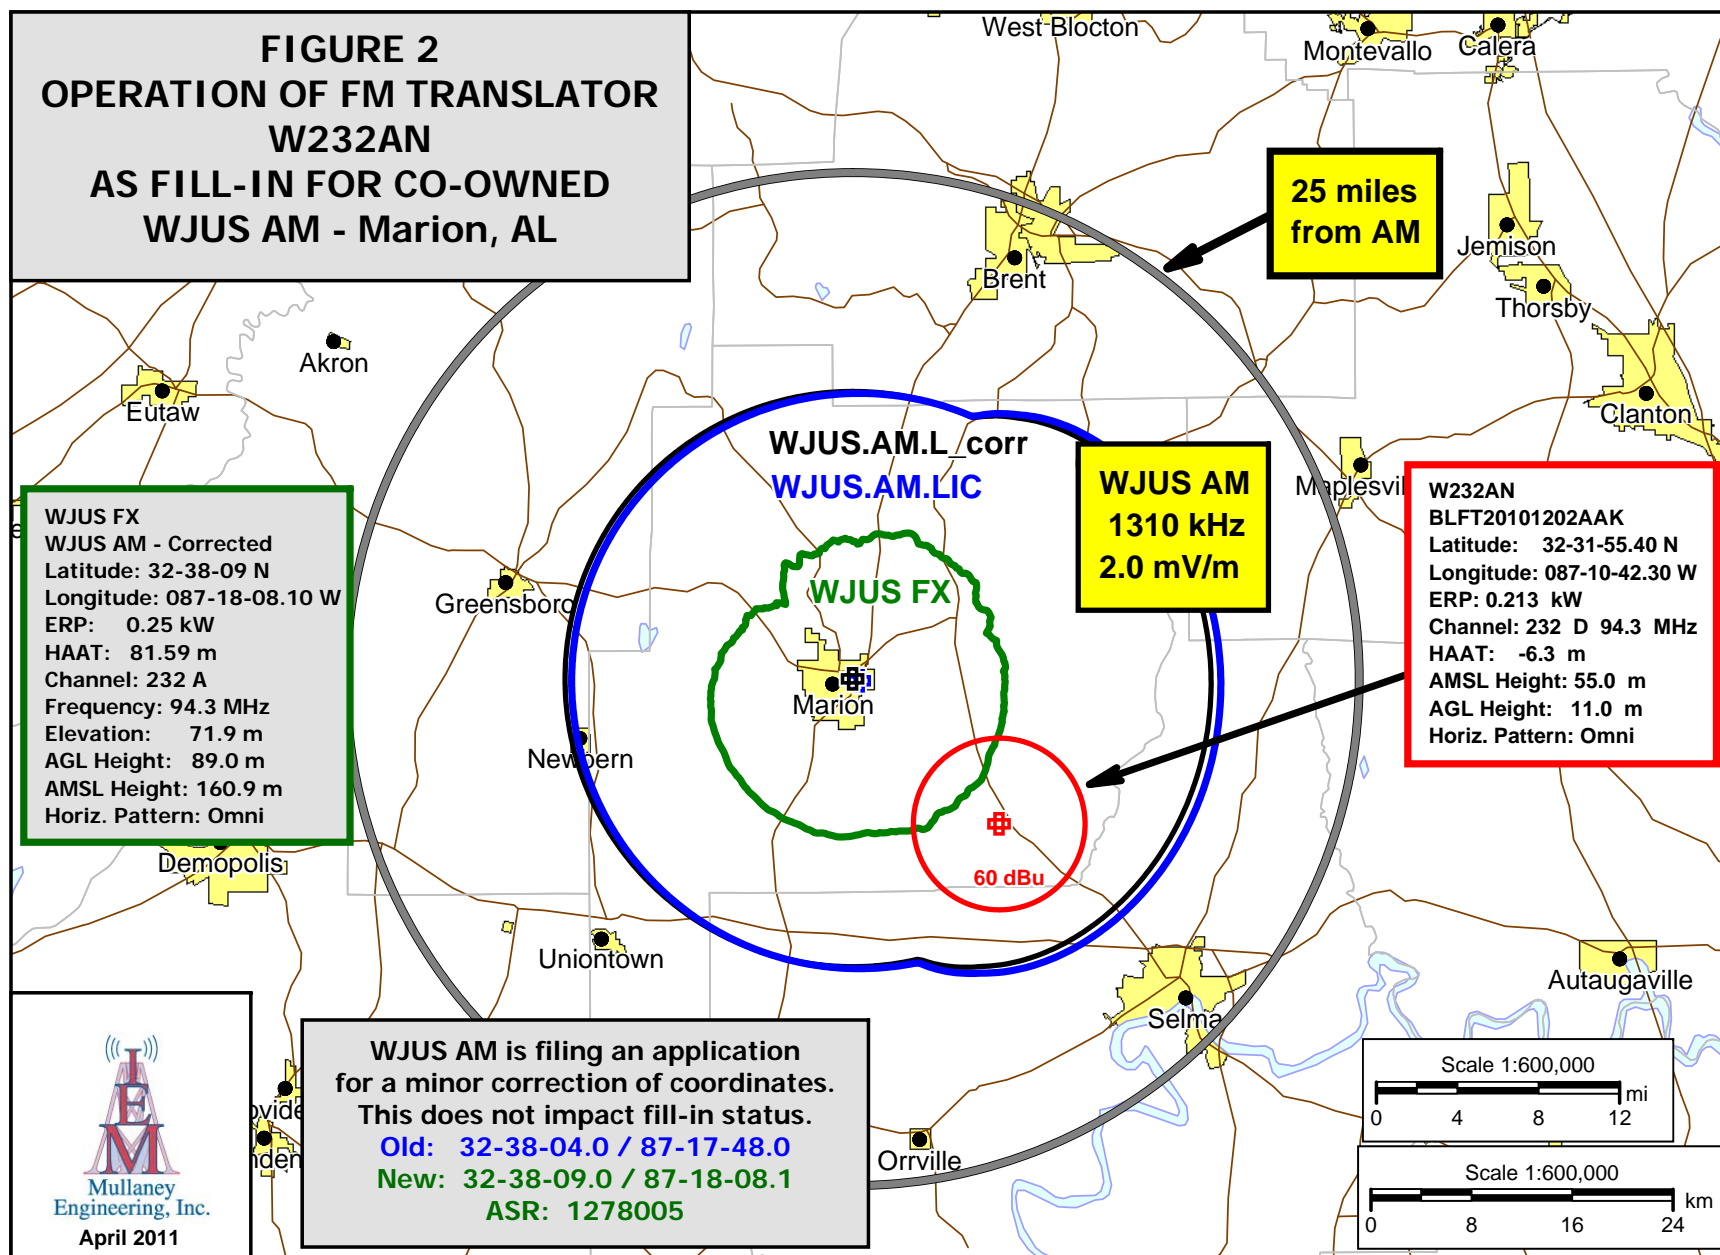 FIGURE 2
OPERATION OF FM TRANSLATOR
W232AN
AS FILL-IN FOR CO-OWNED
WJUS AM - Marion, AL
West Blocton
Montevallo
Calera
25 miles
from AM
Jemison
Brent
Thorsby
Akron
Eutaw
Clanton
WJUS.AM.L_corr
WJUS.AM.LIC
WJUS AM
1310 kHz
2.0 mV/m
Maplesvil
W232AN
BLFT20101202AAK
Latitude: 32-31-55.40 N
Longitude: 087-10-42.30 W
ERP: 0.213 kW
Channel: 232 D 94.3 MHz
HAAT: -6.3 m
AMSL Height: 55.0 m
AGL Height: 11.0 m
Horiz. Pattern: Omni
WJUS FX
WJUS AM - Corrected
Latitude: 32-38-09 N
Longitude: 087-18-08.10 W
ERP: 0.25 kW
HAAT: 81.59 m
Channel: 232 A
Frequency: 94.3 MHz
Elevation: 71.9 m
AGL Height: 89.0 m
AMSL Height: 160.9 m
Horiz. Pattern: Omni
Greensboro
WJUS FX
Marion
Newbern
Demopolis
60 dBu
Uniontown
Selma
Autaugaville
Orrville
WJUS AM is filing an application
for a minor correction of coordinates.
This does not impact fill-in status.
Old: 32-38-04.0 / 87-17-48.0
New: 32-38-09.0 / 87-18-08.1
ASR: 1278005
ovide
nden
IEM
Mullaney
Engineering, Inc.
April 2011
Scale 1:600,000
mi
0 4 8 12
Scale 1:600,000
km
0 8 16 24